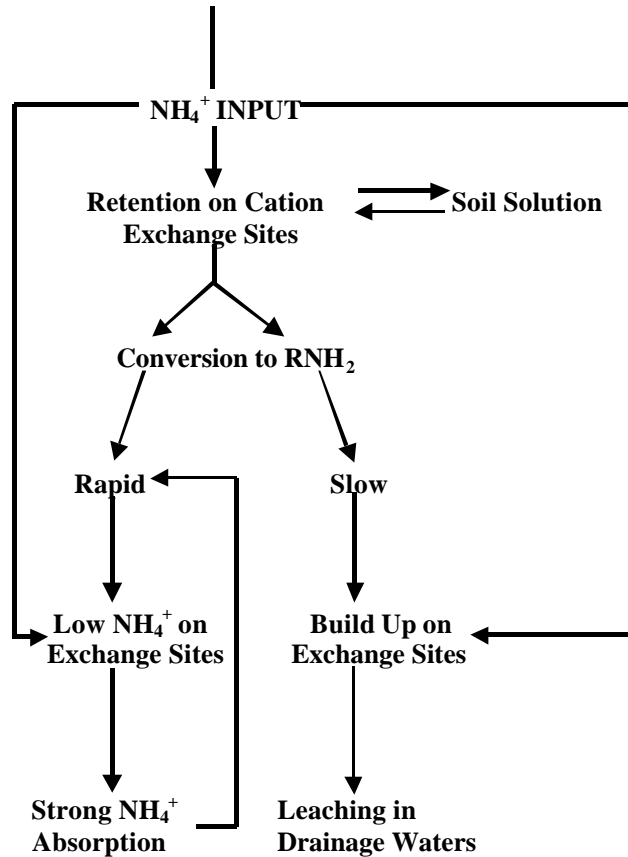 NH₄⁺ INPUT
Retention on Cation
Exchange Sites
Soil Solution
Conversion to RNH₂
Rapid
Slow
Low NH₄⁺ on
Exchange Sites
Build Up on
Exchange Sites
Strong NH₄⁺
Absorption
Leaching in
Drainage Waters